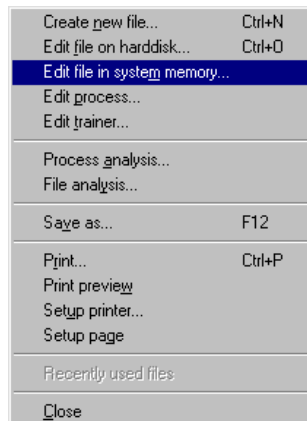 Create new file... Ctrl+N
Edit file on harddisk... Ctrl+O
Edit file in system memory...
Edit process...
Edit trainer...
Process analysis...
File analysis...
Save as... F12
Print... Ctrl+P
Print preview
Setup printer...
Setup page
Recently used files
Close